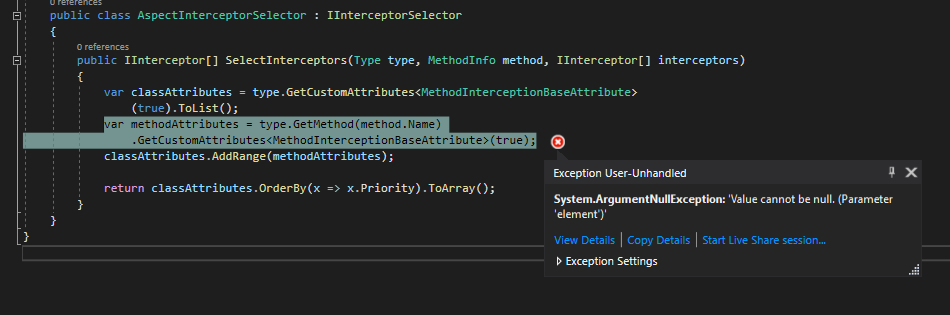 0 references
public class AspectInterceptorSelector : IInterceptorSelector
{
0 references
public IInterceptor[] SelectInterceptors(Type type, MethodInfo method, IInterceptor[] interceptors)
{
var classAttributes = type.GetCustomAttributes<MethodInterceptionBaseAttribute>
(true).ToList();
var methodAttributes = type.GetMethod(method.Name)
.GetCustomAttributes<MethodInterceptionBaseAttribute>(true);
classAttributes.AddRange(methodAttributes);
return classAttributes.OrderBy(x => x.Priority).ToArray();
}
}
}
Exception User-Unhandled
System.ArgumentNullException: 'Value cannot be null. (Parameter
'element')'
View Details | Copy Details | Start Live Share session...
Exception Settings